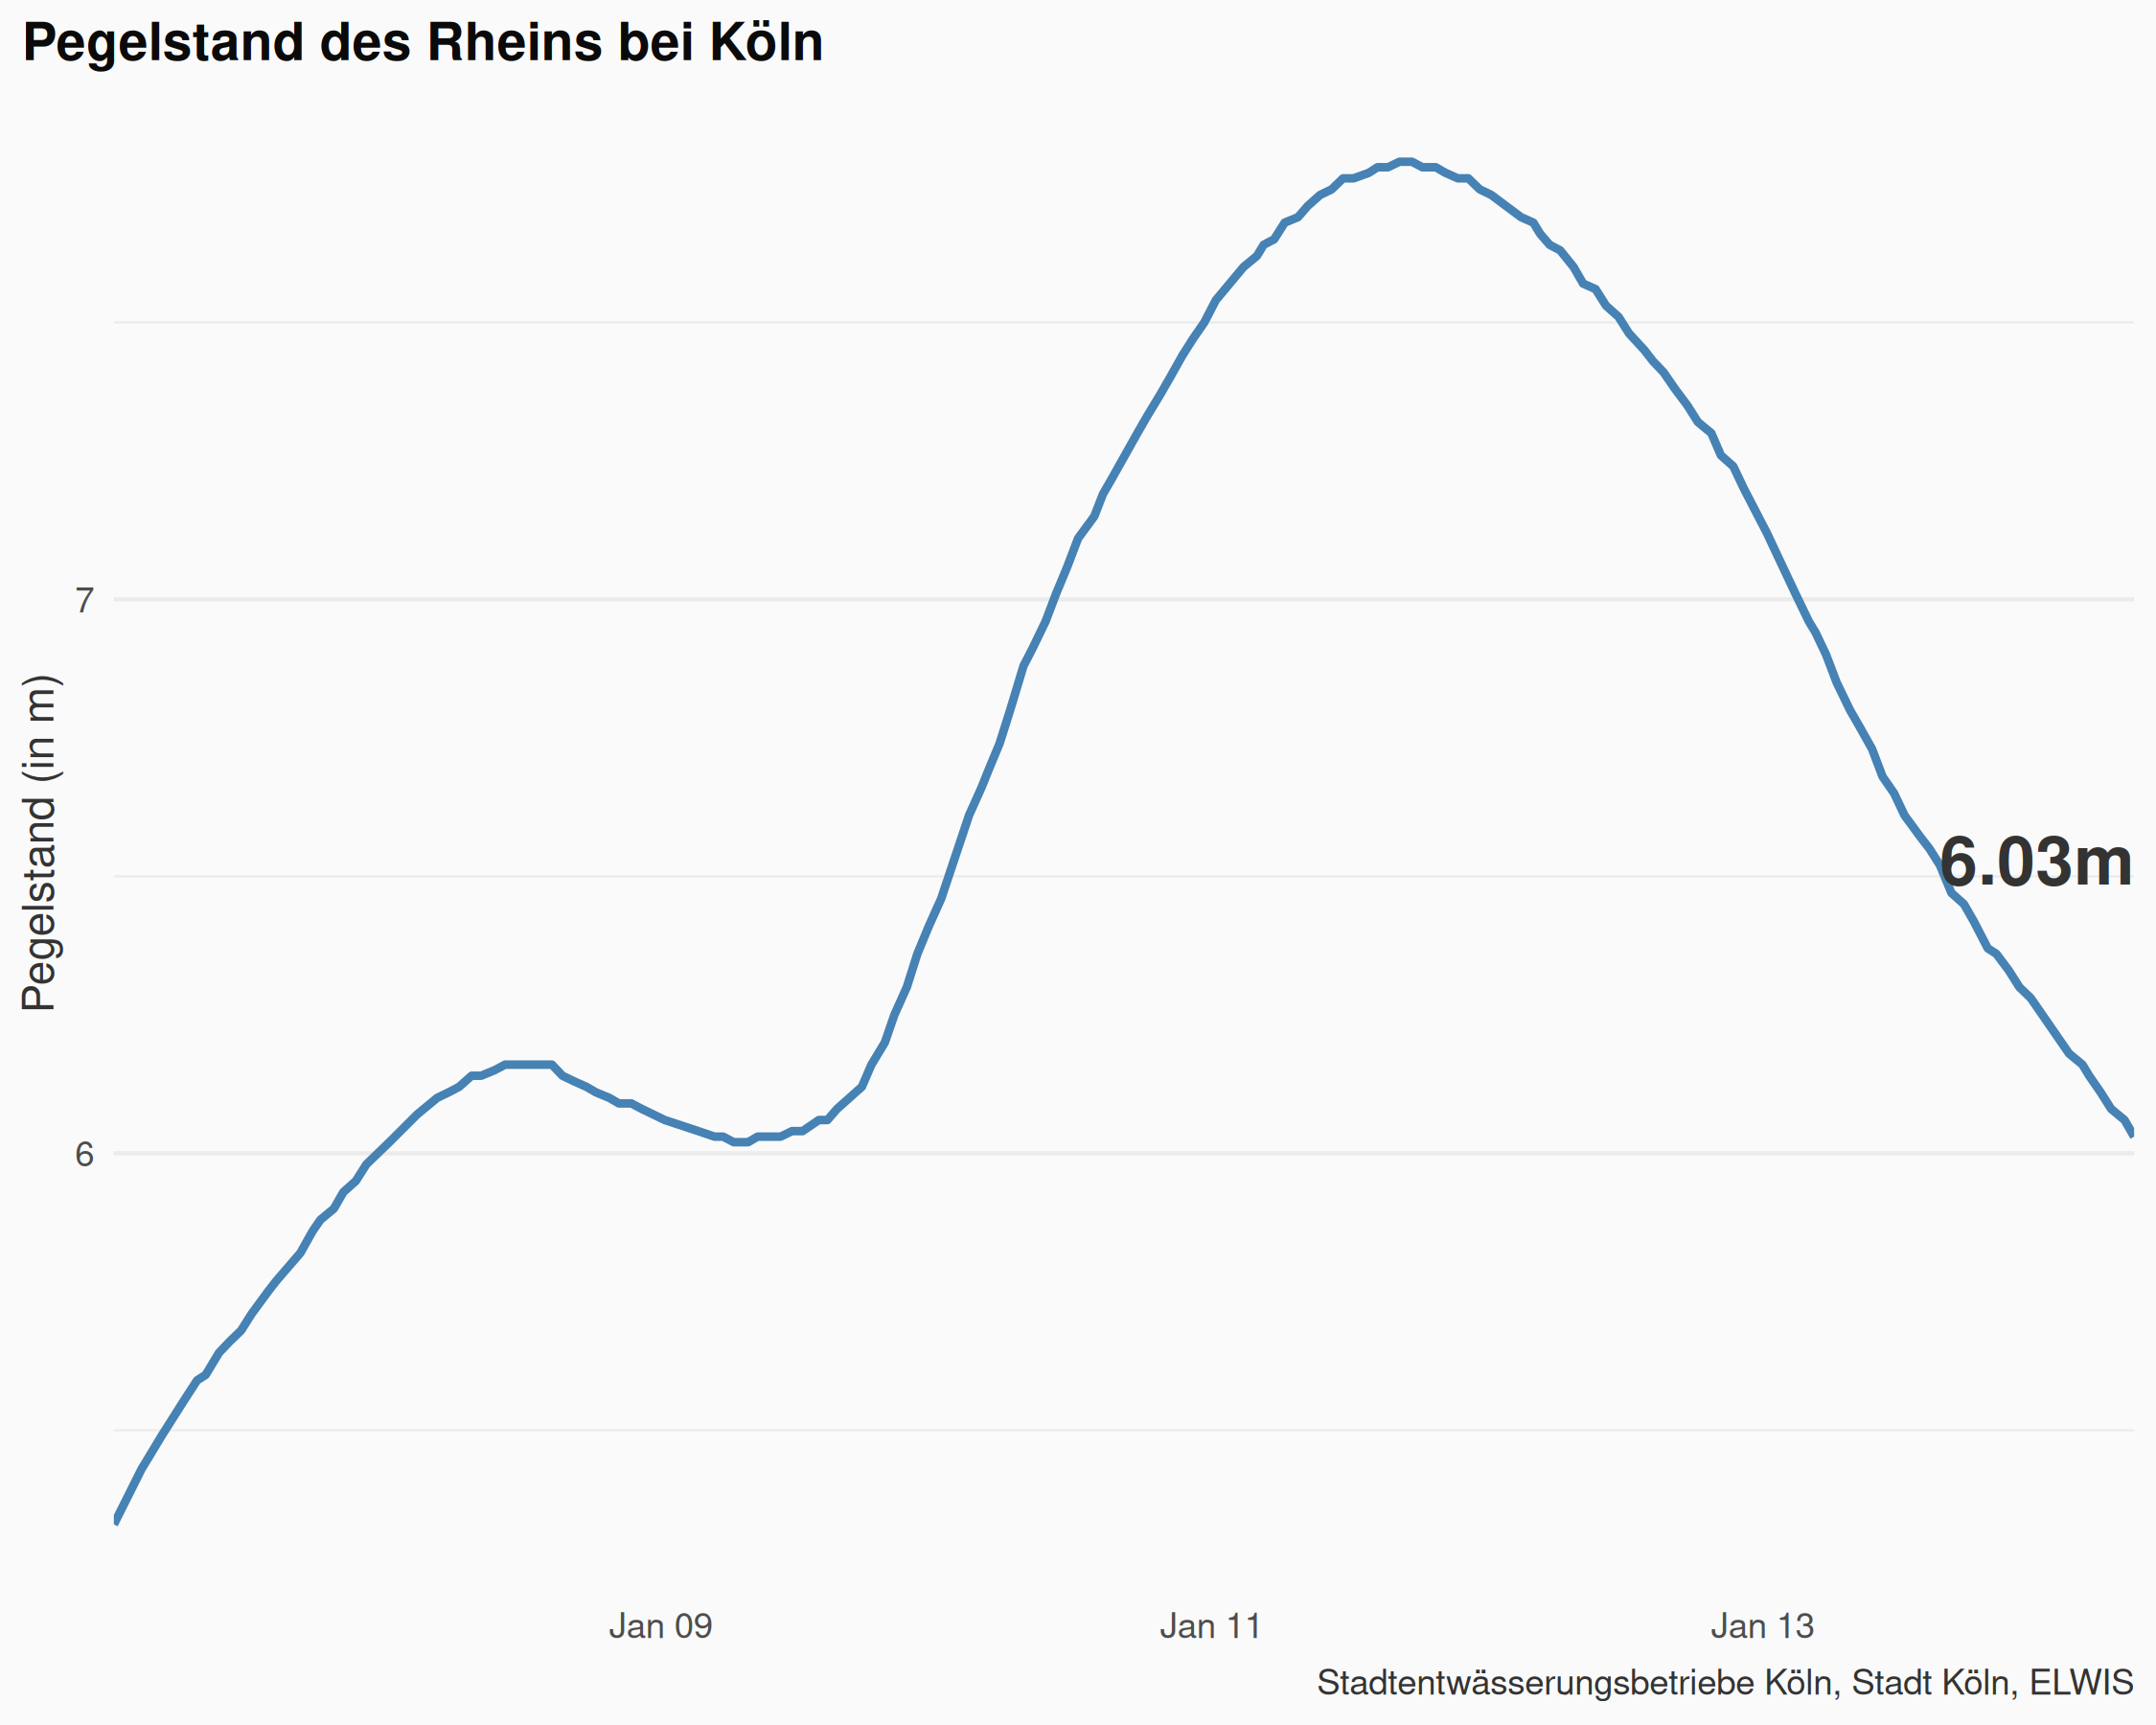 Pegelstand des Rheins bei Köln
Pegelstand (in m)
7
6
6.03m
Jan 09
Jan 11
Jan 13
Stadtentwässerungsbetriebe Köln, Stadt Köln, ELWIS